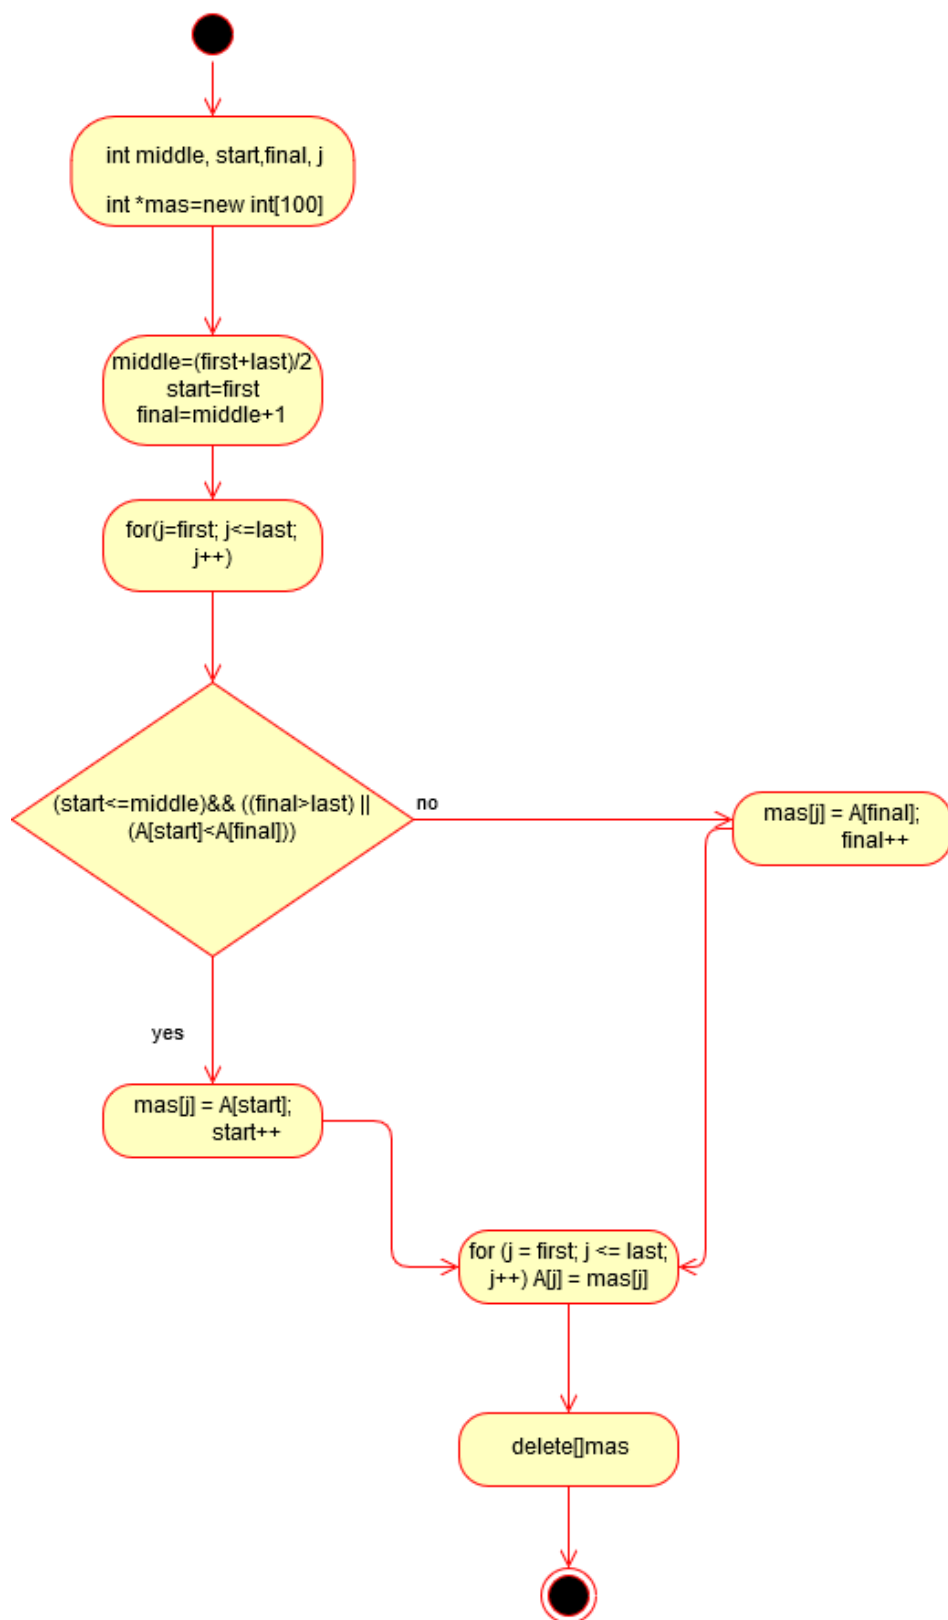 int middle, start,final, j
int *mas=new int[100]
middle=(first+last)/2
start=first
final=middle+1
for(j=first; j<=last;
j++)
(start<=middle)&& ((final>last) ||
(A[start]<A[final]))
no
mas[j] = A[final];
final++
yes
mas[j] = A[start];
start++
for (j = first; j <= last;
j++) A[j] = mas[j]
delete[]mas